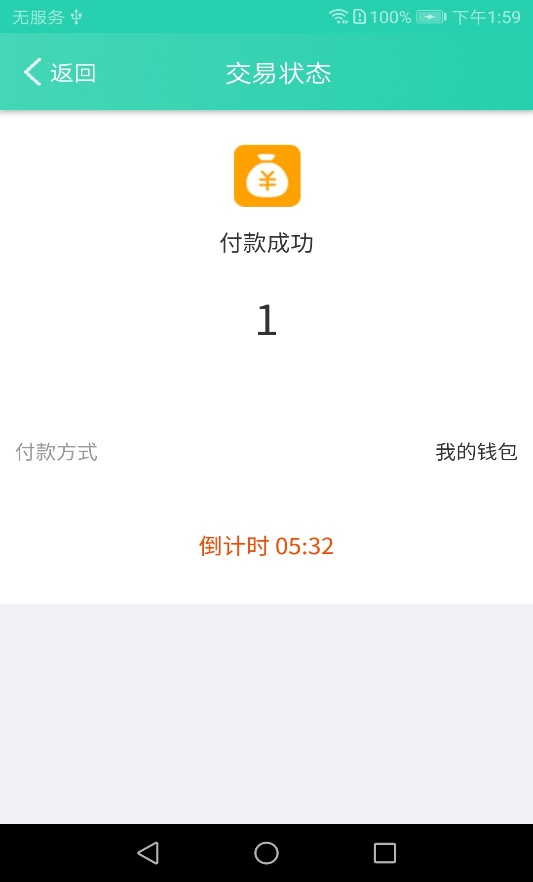 无服务 100% 下午1:59
返回 交易状态
付款成功
1
付款方式 我的钱包
倒计时 05:32